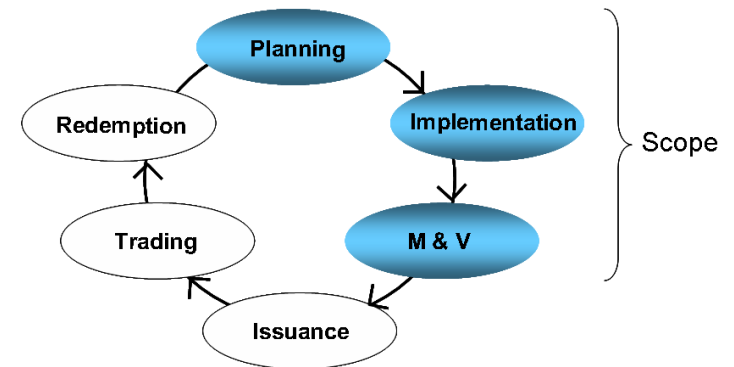 Planning
Implementation
Redemption
Scope
Trading
M & V
Issuance